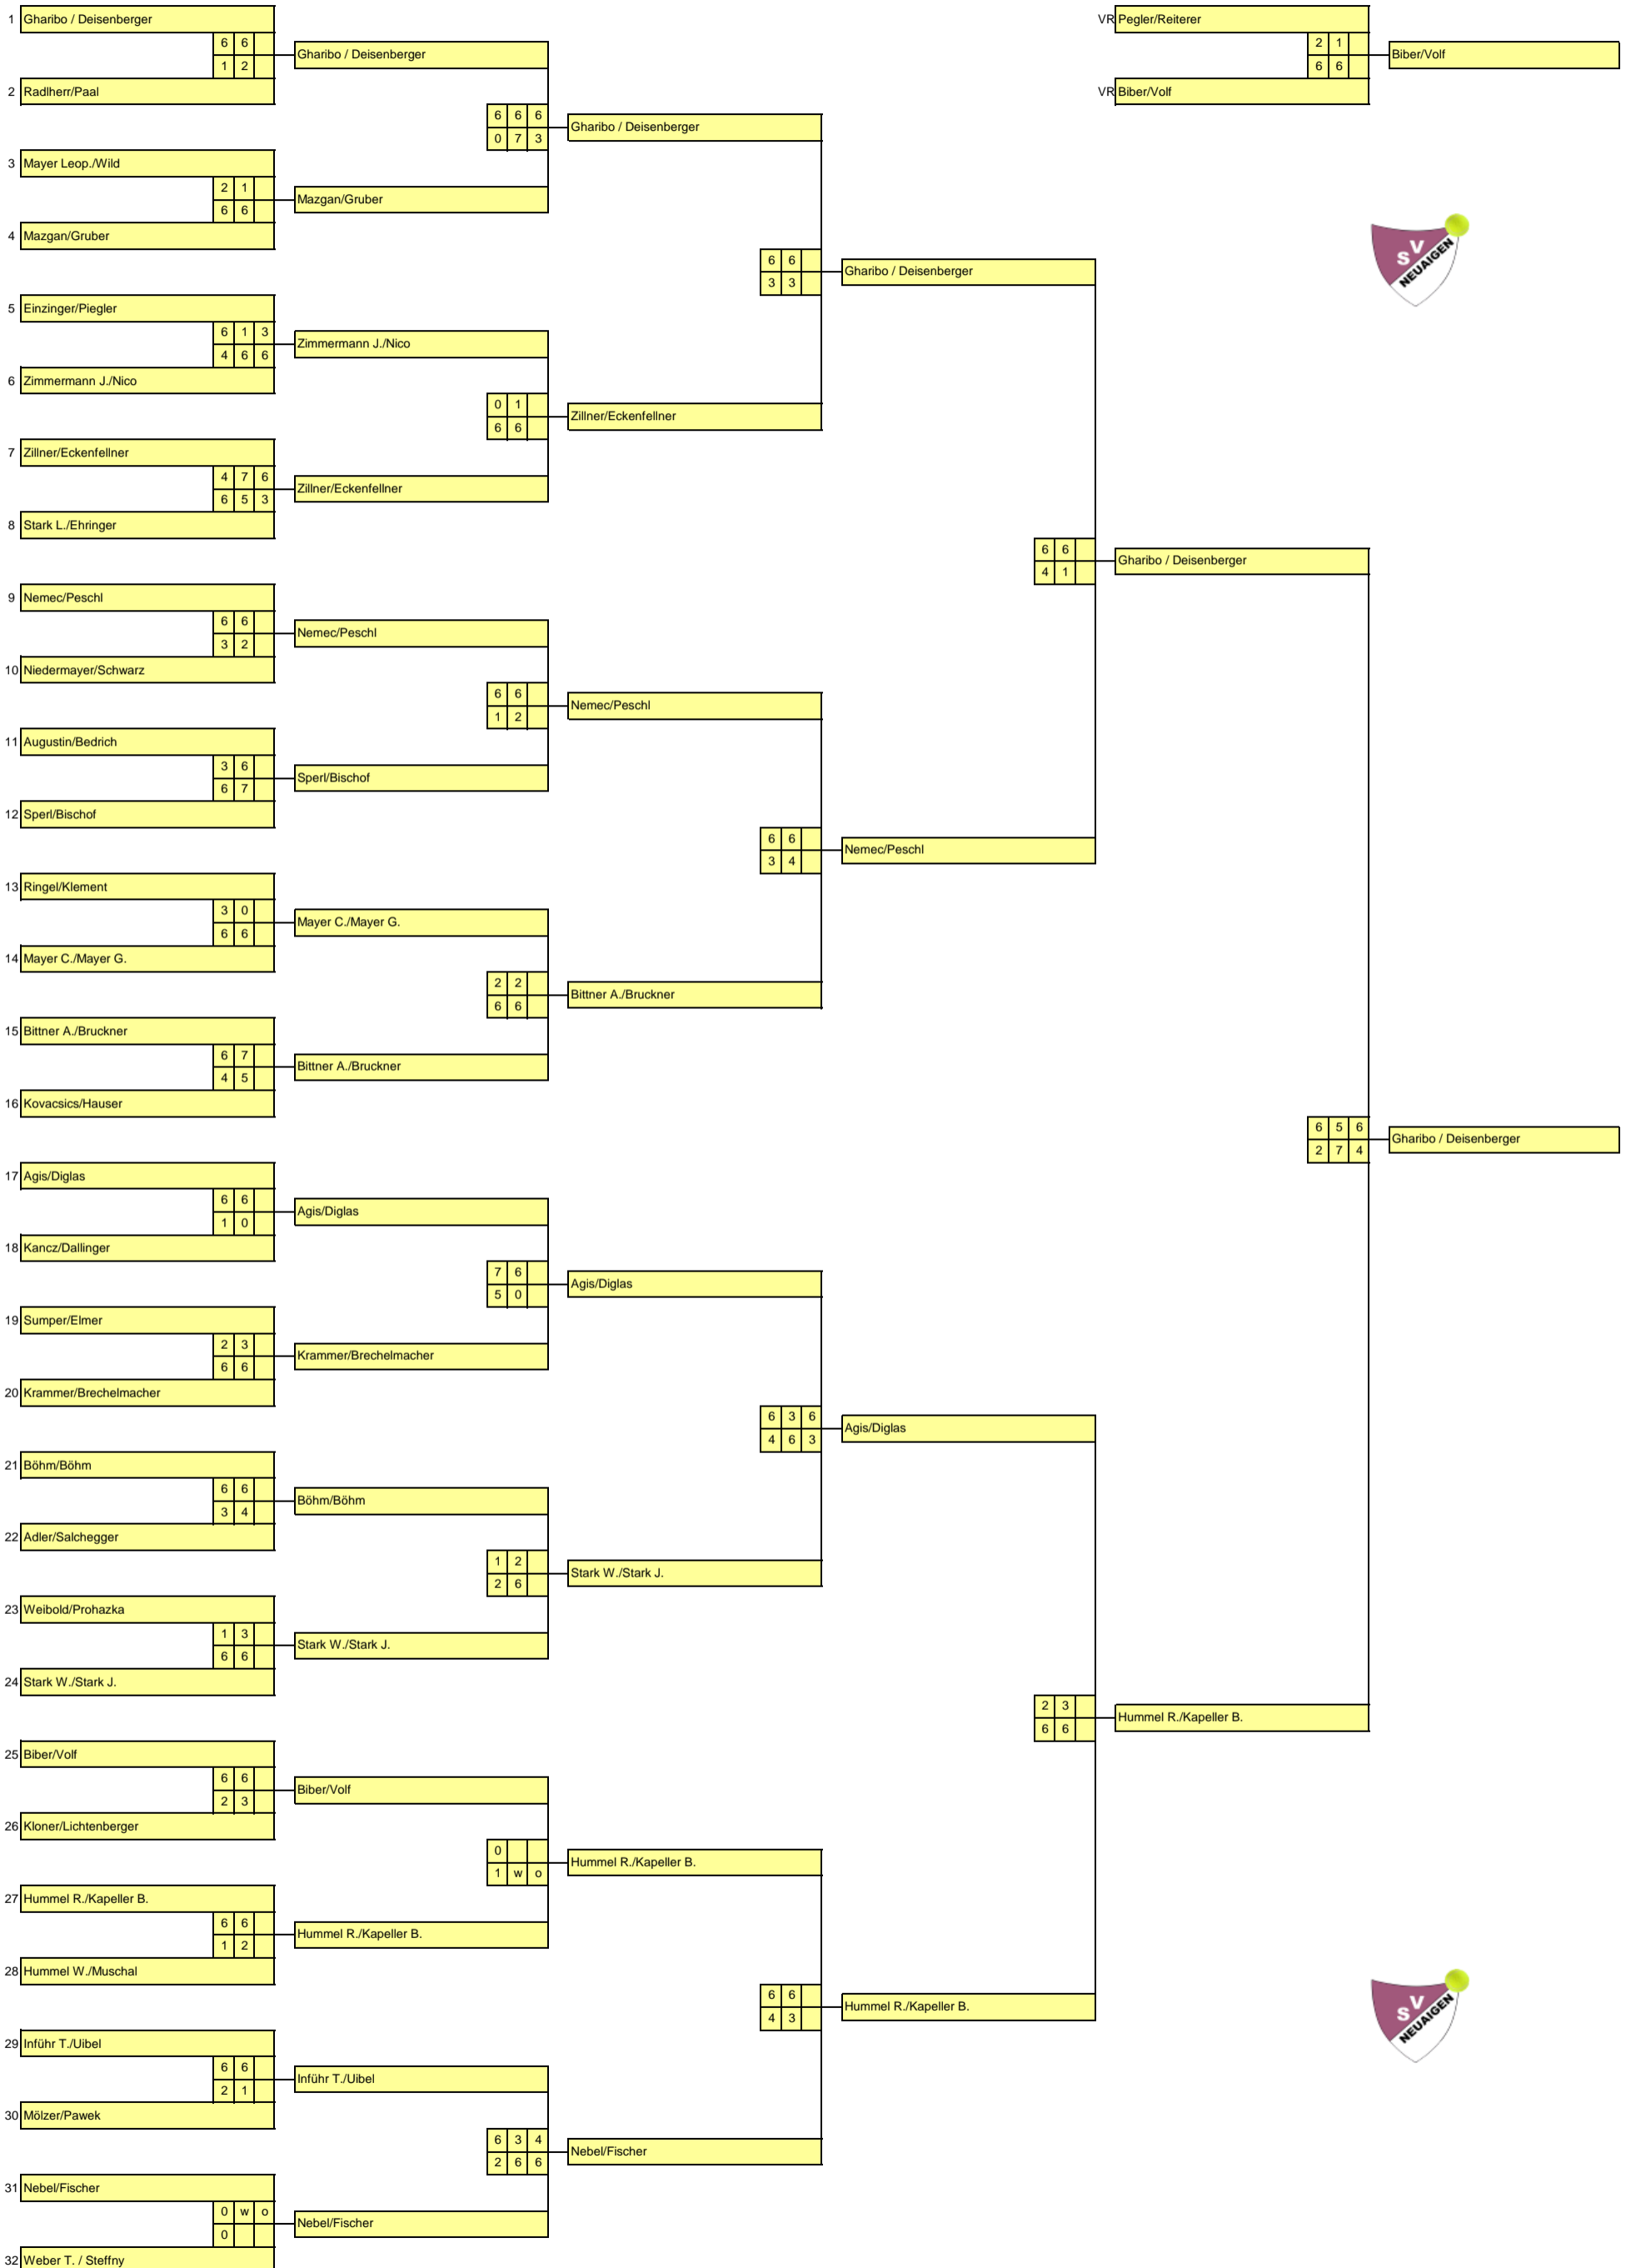 1 Gharibo / Deisenberger
6 6
1 2
2 Radlherr/Paal
3 Mayer Leop./Wild
2 1
6 6
4 Mazgan/Gruber
5 Einzinger/Piegler
6 1 3
4 6 6
6 Zimmermann J./Nico
7 Zillner/Eckenfellner
4 7 6
6 5 3
8 Stark L./Ehringer
9 Nemec/Peschl
6 6
3 2
10 Niedermayer/Schwarz
11 Augustin/Bedrich
3 6
6 7
12 Sperl/Bischof
13 Ringel/Klement
3 0
6 6
14 Mayer C./Mayer G.
15 Bittner A./Bruckner
6 7
4 5
16 Kovacsics/Hauser
17 Agis/Diglas
6 6
1 0
18 Kancz/Dallinger
19 Sumper/Elmer
2 3
6 6
20 Krammer/Brechelmacher
21 Böhm/Böhm
6 6
3 4
22 Adler/Salchegger
23 Weibold/Prohazka
1 3
6 6
24 Stark W./Stark J.
25 Biber/Volf
6 6
2 3
26 Kloner/Lichtenberger
27 Hummel R./Kapeller B.
6 6
1 2
28 Hummel W./Muschal
29 Inführ T./Uibel
6 6
2 1
30 Mölzer/Pawek
31 Nebel/Fischer
0 w o
0
32 Weber T. / Steffny
Gharibo / Deisenberger
6 6 6
0 7 3
Mazgan/Gruber
Zimmermann J./Nico
0 1
6 6
Zillner/Eckenfellner
Nemec/Peschl
6 6
1 2
Sperl/Bischof
Mayer C./Mayer G.
2 2
6 6
Bittner A./Bruckner
Agis/Diglas
7 6
5 0
Krammer/Brechelmacher
Böhm/Böhm
1 2
2 6
Stark W./Stark J.
Biber/Volf
0
1 w o
Hummel R./Kapeller B.
Inführ T./Uibel
6 3 4
2 6 6
Nebel/Fischer
Gharibo / Deisenberger
6 6
3 3
Zillner/Eckenfellner
Nemec/Peschl
6 6
3 4
Bittner A./Bruckner
Agis/Diglas
6 3 6
4 6 3
Stark W./Stark J.
Hummel R./Kapeller B.
6 6
4 3
Nebel/Fischer
Gharibo / Deisenberger
6 6
4 1
Nemec/Peschl
Agis/Diglas
2 3
6 6
Hummel R./Kapeller B.
Gharibo / Deisenberger
6 5 6
2 7 4
Hummel R./Kapeller B.
Gharibo / Deisenberger
VR Pegler/Reiterer
2 1
6 6
VR Biber/Volf
Biber/Volf
SV
NEUAIGEN
SV
NEUAIGEN